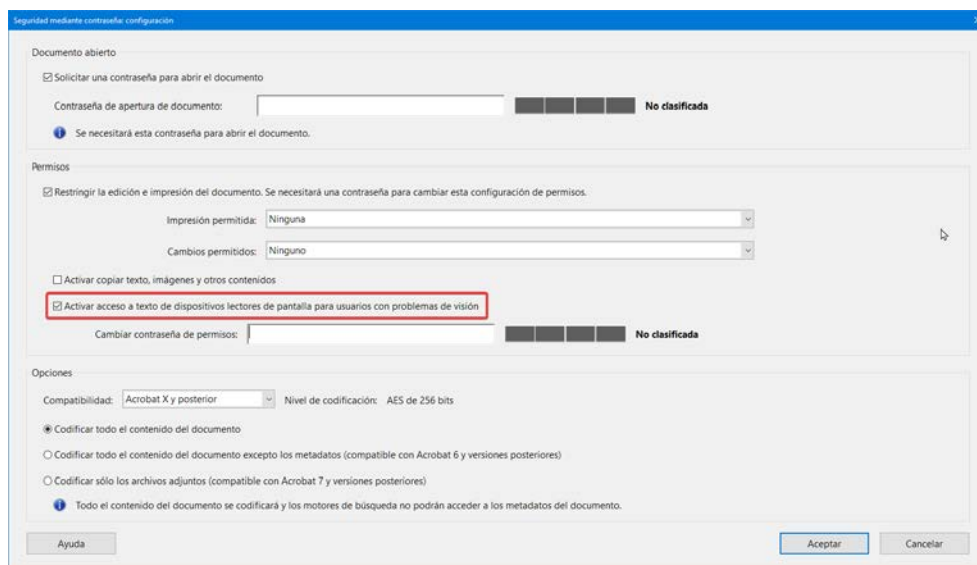 Seguridad mediante contraseña: configuración
Documento abierto
Solicitar una contraseña para abrir el documento
Contraseña de apertura de documento:
No clasificada
Se necesitará esta contraseña para abrir el documento.
Permisos
Restringir la edición e impresión del documento. Se necesitará una contraseña para cambiar esta configuración de permisos.
Impresión permitida: Ninguna
Cambios permitidos: Ninguno
Activar copiar texto, imágenes y otros contenidos
Activar acceso a texto de dispositivos lectores de pantalla para usuarios con problemas de visión
Cambiar contraseña de permisos:
No clasificada
Opciones
Compatibilidad: Acrobat X y posterior Nivel de codificación: AES de 256 bits
Codificar todo el contenido del documento
Codificar todo el contenido del documento excepto los metadatos (compatible con Acrobat 6 y versiones posteriores)
Codificar sólo los archivos adjuntos (compatible con Acrobat 7 y versiones posteriores)
Todo el contenido del documento se codificará y los motores de búsqueda no podrán acceder a los metadatos del documento.
Ayuda Aceptar Cancelar